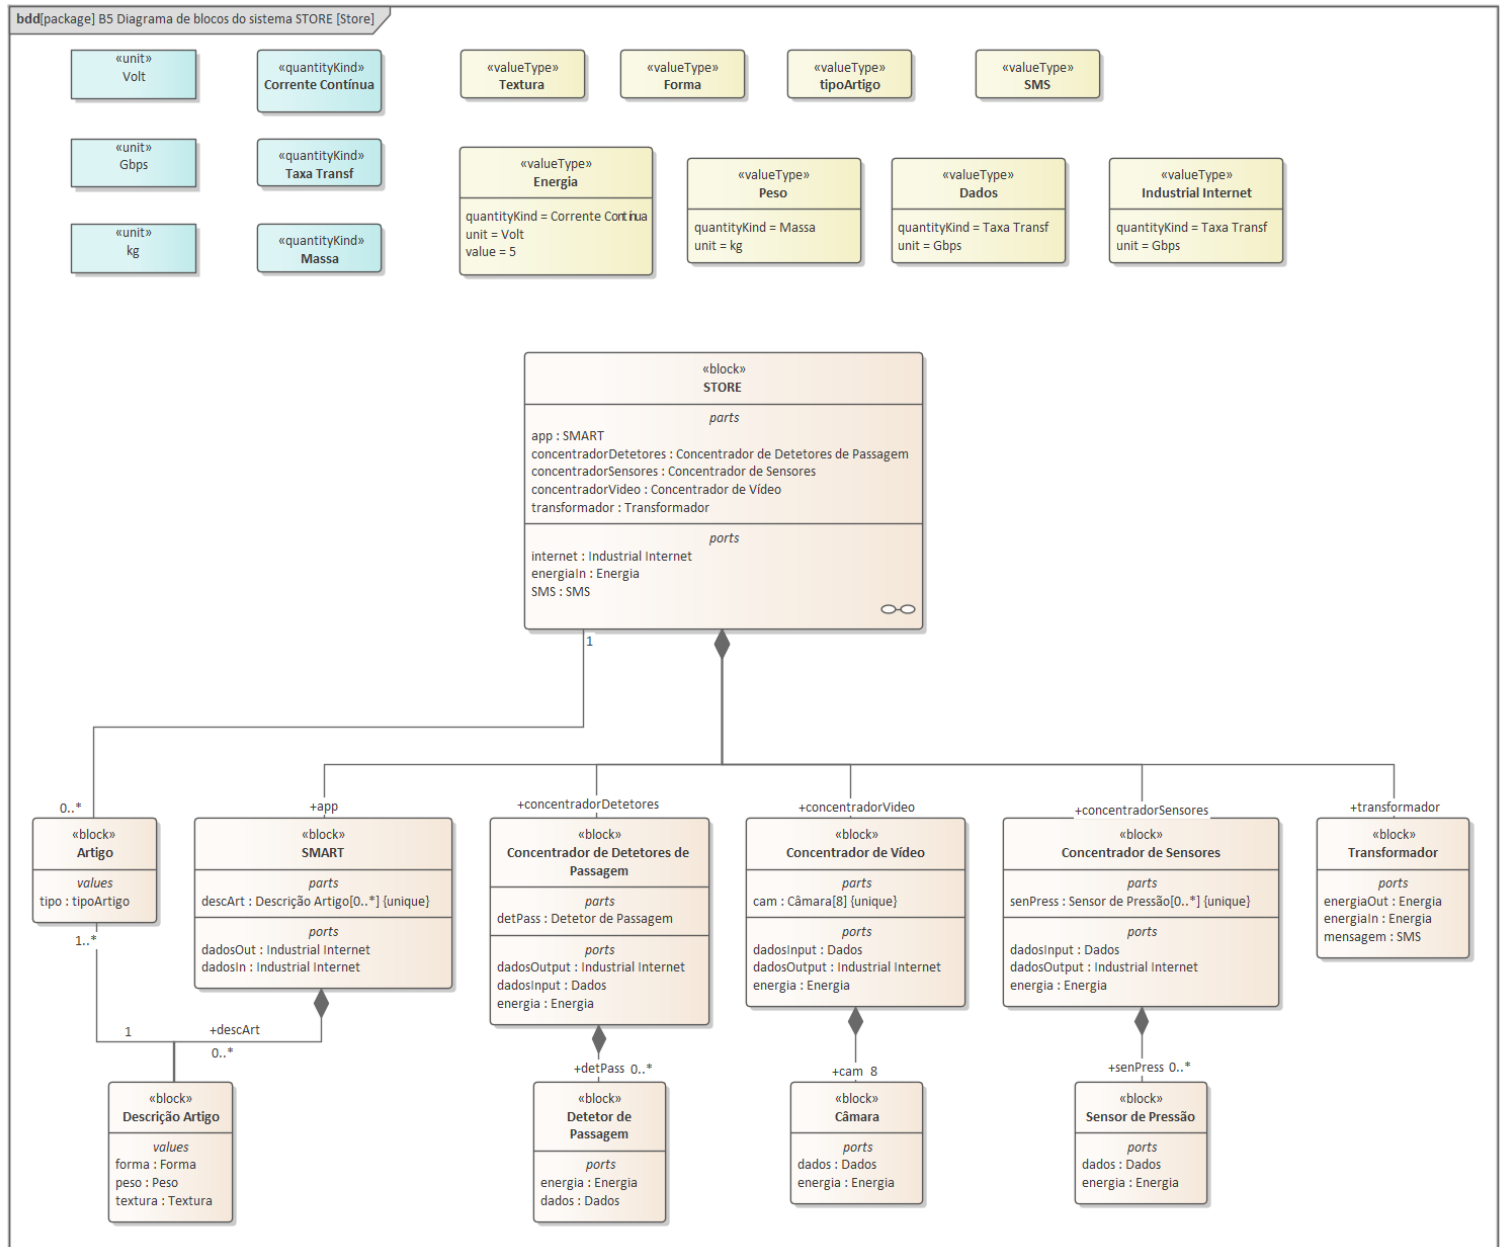 bdd[package] B5 Diagrama de blocos do sistema STORE [Store]
«unit»
Volt
«quantityKind»
Corrente Contínua
«valueType»
Textura
«valueType»
Forma
«valueType»
tipoArtigo
«valueType»
SMS
«unit»
Gbps
«quantityKind»
Taxa Transf
«unit»
kg
«quantityKind»
Massa
«valueType»
Energia
quantityKind = Corrente Contínua
unit = Volt
value = 5
«valueType»
Peso
quantityKind = Massa
unit = kg
«valueType»
Dados
quantityKind = Taxa Transf
unit = Gbps
«valueType»
Industrial Internet
quantityKind = Taxa Transf
unit = Gbps
«block»
STORE
parts
app : SMART
concentradorDetetores : Concentrador de Detetores de Passagem
concentradorSensores : Concentrador de Sensores
concentradorVideo : Concentrador de Vídeo
transformador : Transformador
ports
internet : Industrial Internet
energiaIn : Energia
SMS : SMS
1
0..*
+app
+concentradorDetetores
+concentradorVideo
+concentradorSensores
+transformador
«block»
Artigo
values
tipo : tipoArtigo
1..*
«block»
SMART
parts
descArt : Descrição Artigo[0..*] {unique}
ports
dadosOut : Industrial Internet
dadosIn : Industrial Internet
«block»
Concentrador de Detetores de
Passagem
parts
detPass : Detetor de Passagem
ports
dadosOutput : Industrial Internet
dadosInput : Dados
energia : Energia
«block»
Concentrador de Vídeo
parts
cam : Câmara[8] {unique}
ports
dadosInput : Dados
dadosOutput : Industrial Internet
energia : Energia
«block»
Concentrador de Sensores
parts
senPress : Sensor de Pressão[0..*] {unique}
ports
dadosInput : Dados
dadosOutput : Industrial Internet
energia : Energia
«block»
Transformador
ports
energiaOut : Energia
energiaIn : Energia
mensagem : SMS
1
+descArt
0..*
+detPass 0..*
+cam 8
+senPress 0..*
«block»
Descrição Artigo
values
forma : Forma
peso : Peso
textura : Textura
«block»
Detetor de
Passagem
ports
energia : Energia
dados : Dados
«block»
Câmara
ports
dados : Dados
energia : Energia
«block»
Sensor de Pressão
ports
dados : Dados
energia : Energia